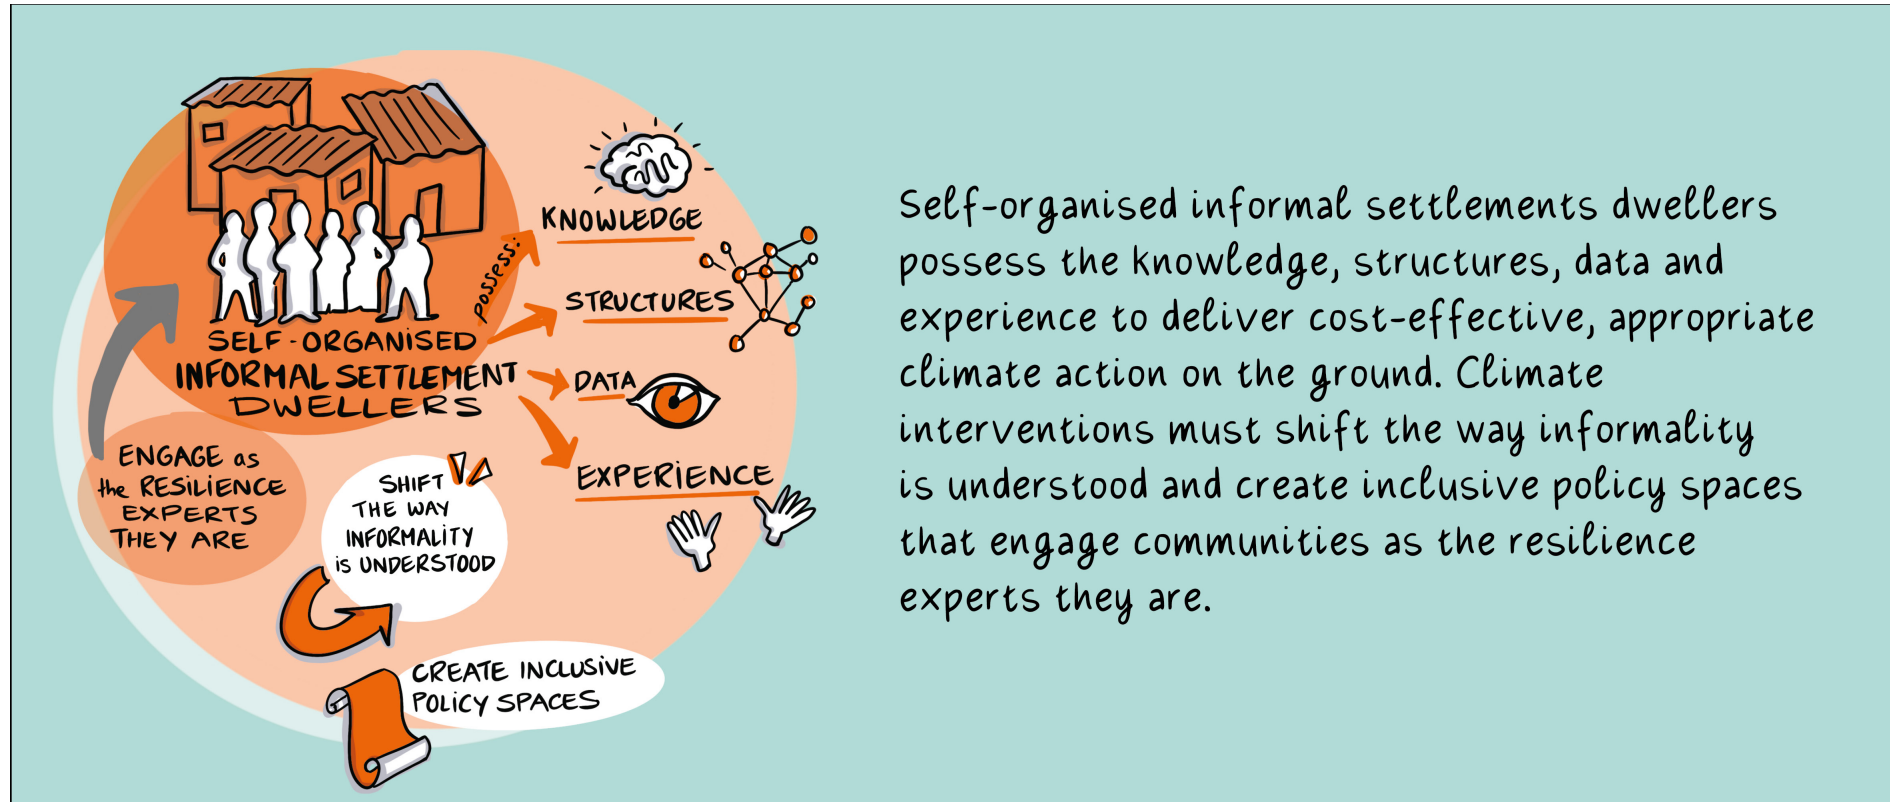 SELF-ORGANISED
INFORMAL SETTLEMENT
DWELLERS
possess:
KNOWLEDGE
STRUCTURES
DATA
EXPERIENCE
ENGAGE as
the RESILIENCE
EXPERTS
THEY ARE
SHIFT
THE WAY
INFORMALITY
is UNDERSTOOD
CREATE INCLUSIVE
POLICY SPACES
Self-organised informal settlements dwellers
possess the knowledge, structures, data and
experience to deliver cost-effective, appropriate
climate action on the ground. Climate
interventions must shift the way informality
is understood and create inclusive policy spaces
that engage communities as the resilience
experts they are.